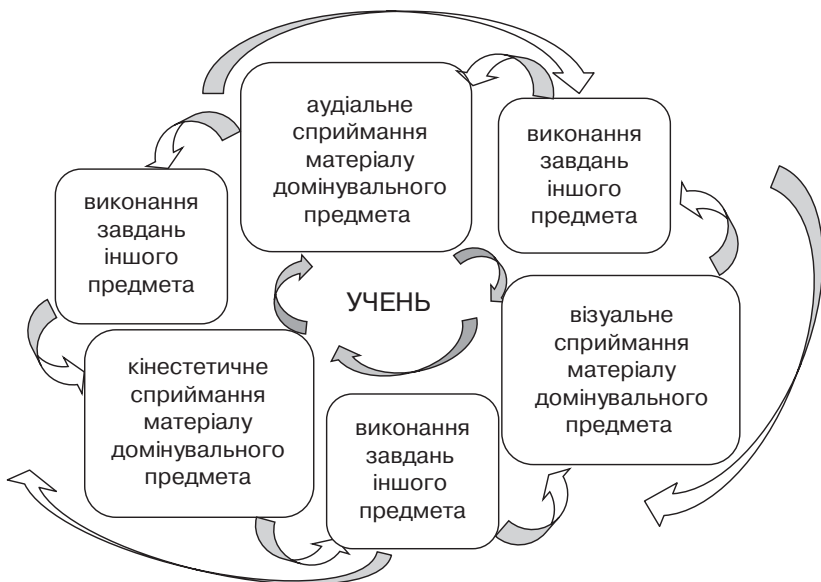 аудіальне
сприймання
матеріалу
домінувального
предмета
виконання
завдань
іншого
предмета
виконання
завдань
іншого
предмета
УЧЕНЬ
візуальне
сприймання
матеріалу
домінувального
предмета
кінестетичне
сприймання
матеріалу
домінувального
предмета
виконання
завдань
іншого
предмета